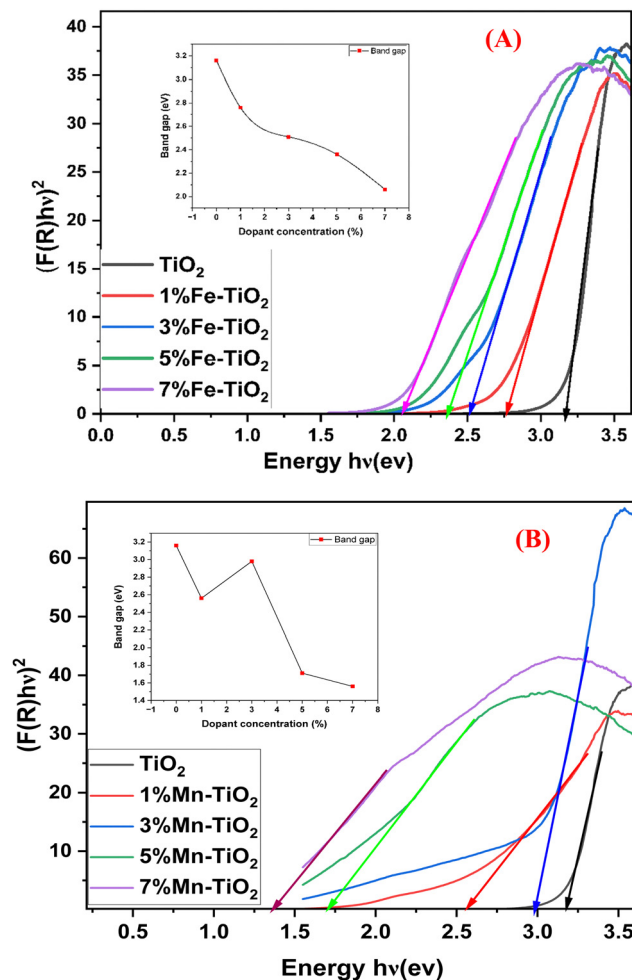 (A)
Band gap
3.4
3.2
3.0
2.8
2.6
2.4
2.2
2.0
Band gap (eV)
−1 0 1 2 3 4 5 6 7 8
Dopant concentration (%)
40
35
30
25
20
15
10
5
0
(F(R)hν)²
TiO₂
1%Fe-TiO₂
3%Fe-TiO₂
5%Fe-TiO₂
7%Fe-TiO₂
0.0 0.5 1.0 1.5 2.0 2.5 3.0 3.5
Energy hν(ev)
(B)
Band gap
3.4
3.2
3.0
2.8
2.6
2.4
2.2
2.0
1.8
1.6
1.4
Band gap (eV)
−1 0 1 2 3 4 5 6 7 8
Dopant concentration (%)
60
50
40
30
20
10
(F(R)hν)²
TiO₂
1%Mn-TiO₂
3%Mn-TiO₂
5%Mn-TiO₂
7%Mn-TiO₂
0.5 1.0 1.5 2.0 2.5 3.0 3.5
Energy hν(ev)